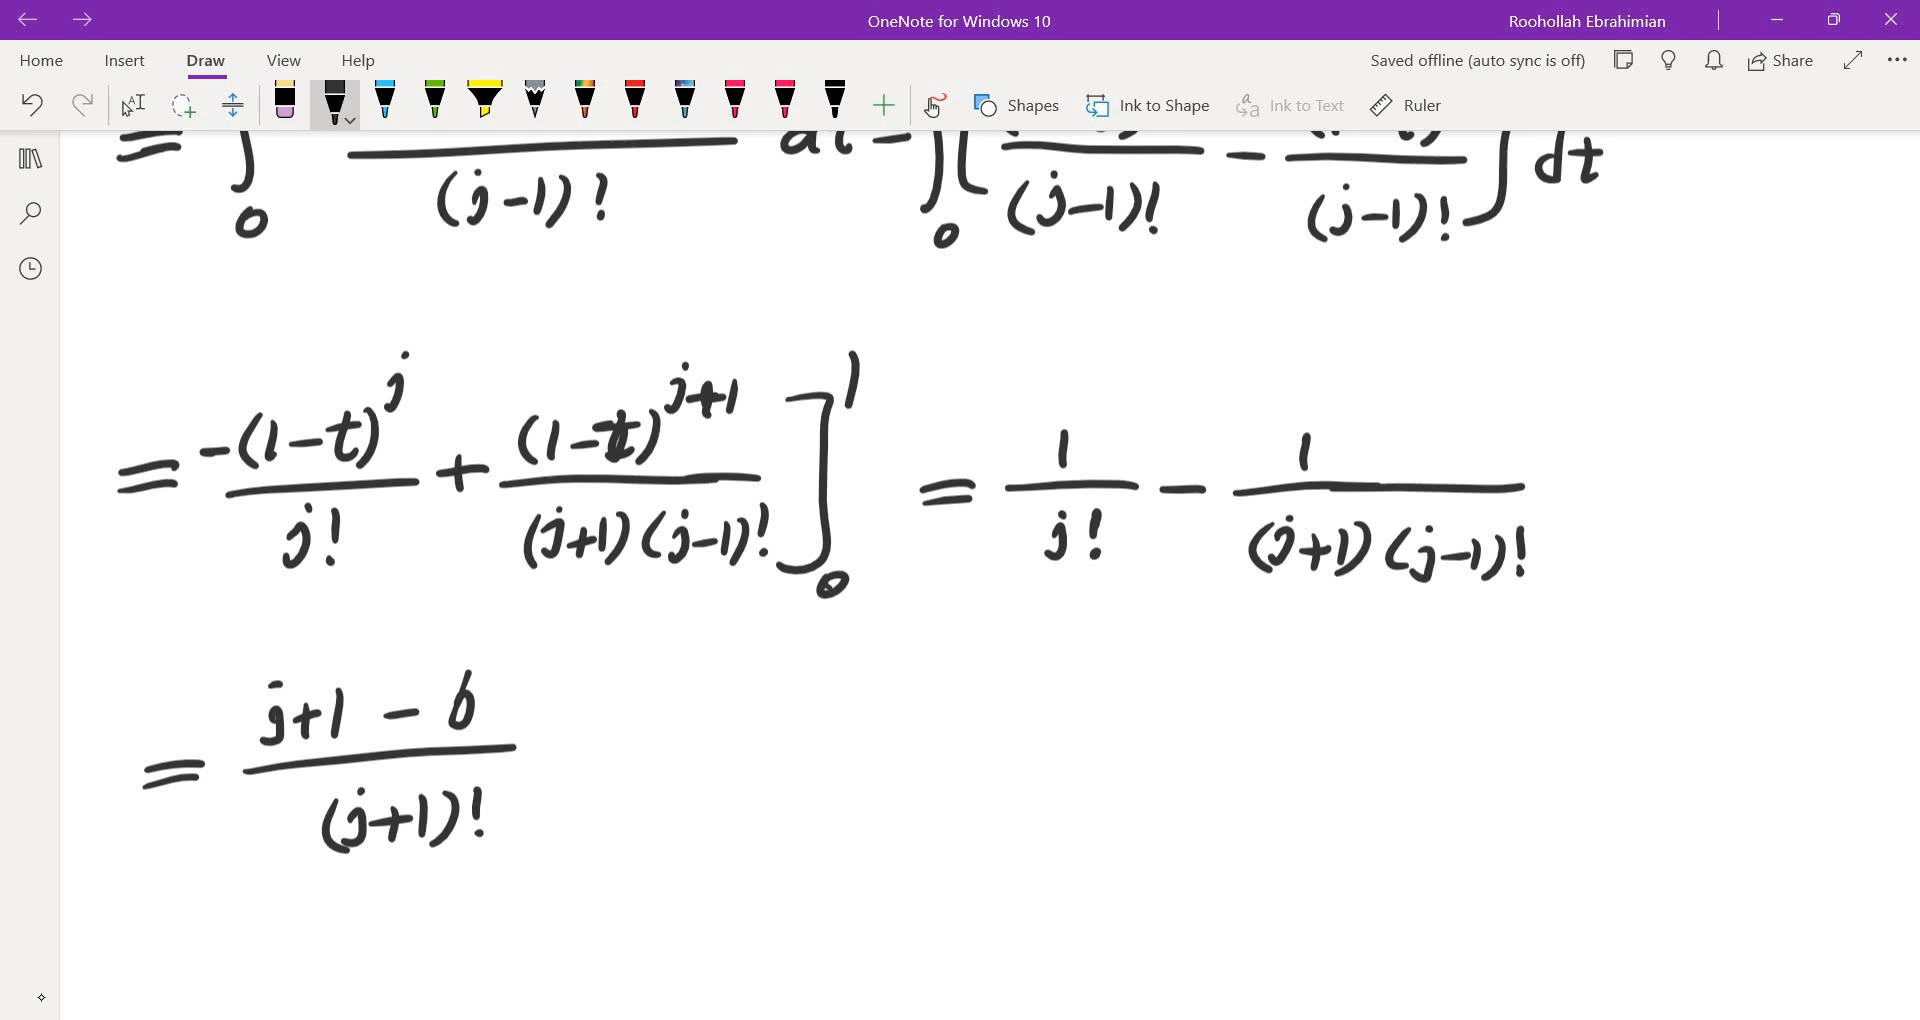 OneNote for Windows 10 Roohollah Ebrahimian
Home Insert Draw View Help Saved offline (auto sync is off) Share
Shapes Ink to Shape Ink to Text Ruler
= ∫ dt - ∫[ - ] dt
0 (j-1)! 0 (j-1)! (j-1)!
= -(1-t)^j / j! + (1-t)^(j+1) / (j+1)(j-1)! ]_0^1 = 1 / j! - 1 / (j+1)(j-1)!
= j+1 - b / (j+1)!